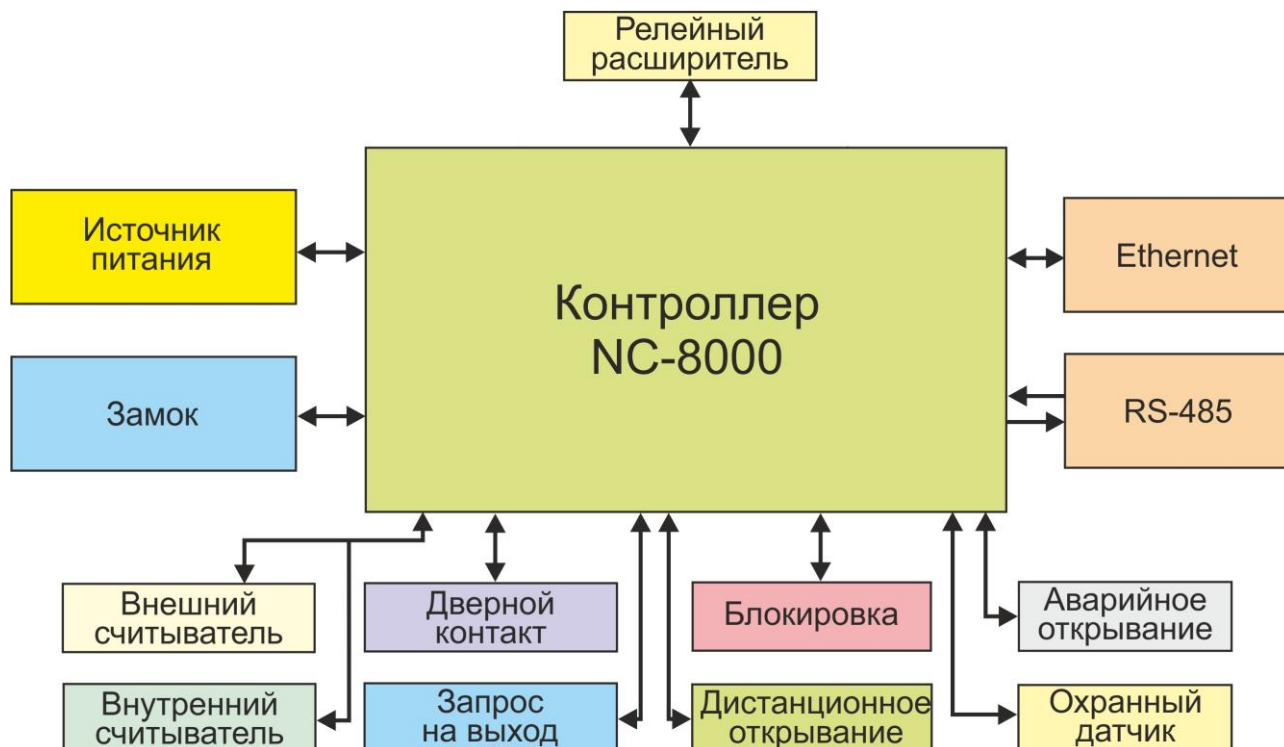 Релейный
расширитель
Источник
питания
Ethernet
Контроллер
NC-8000
Замок
RS-485
Внешний
считыватель
Дверной
контакт
Блокировка
Аварийное
открывание
Внутренний
считыватель
Запрос
на выход
Дистанционное
открывание
Охранный
датчик